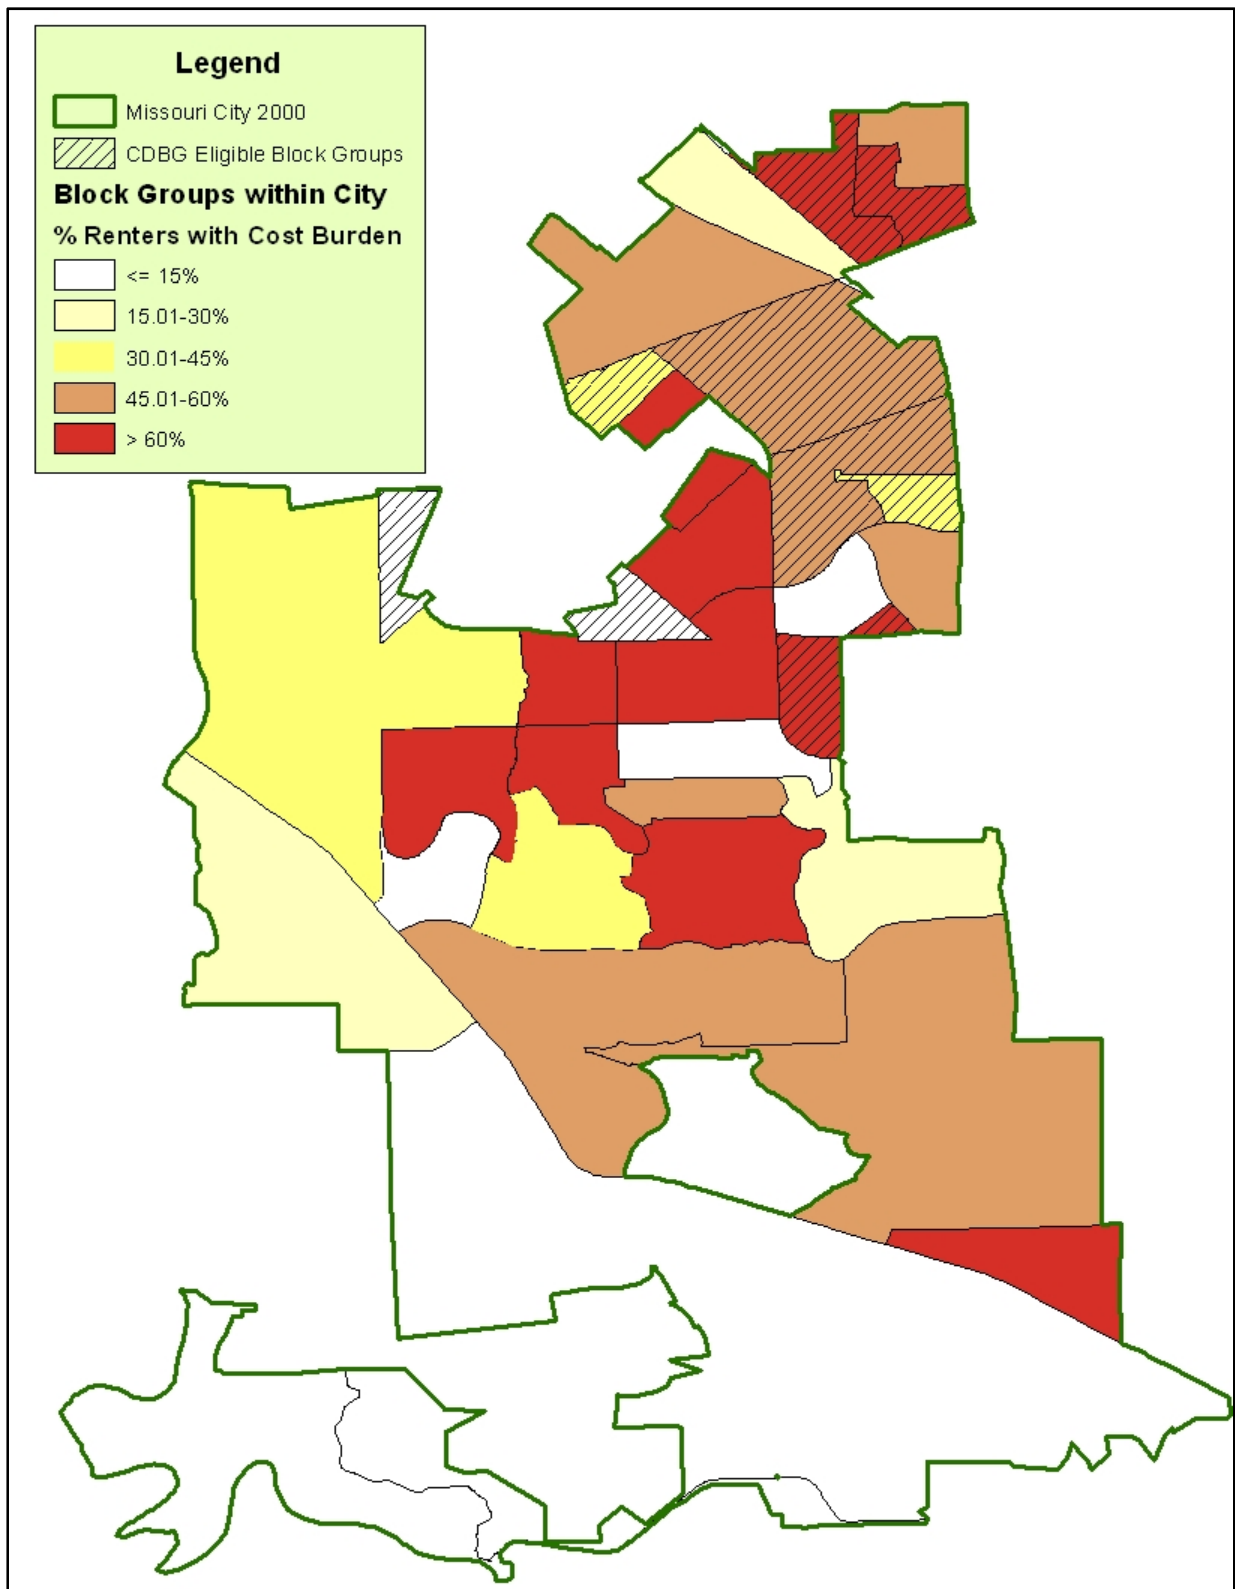 Legend
Missouri City 2000
CDBG Eligible Block Groups
Block Groups within City
% Renters with Cost Burden
<= 15%
15.01-30%
30.01-45%
45.01-60%
> 60%